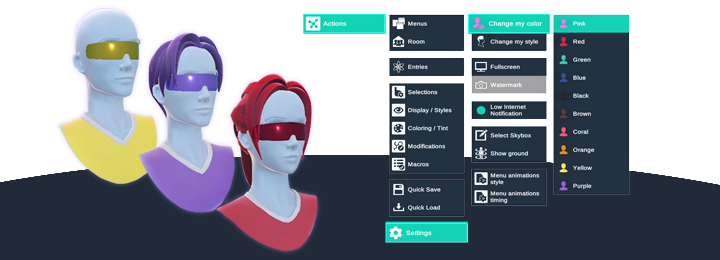 Actions
Menus
Room
Entries
Selections
Display / Styles
Coloring / Tint
Modifications
Macros
Quick Save
Quick Load
Settings
Change my color
Change my style
Fullscreen
Watermark
Low Internet
Notification
Select Skybox
Show ground
Menu animations
style
Menu animations
timing
Pink
Red
Green
Blue
Black
Brown
Coral
Orange
Yellow
Purple